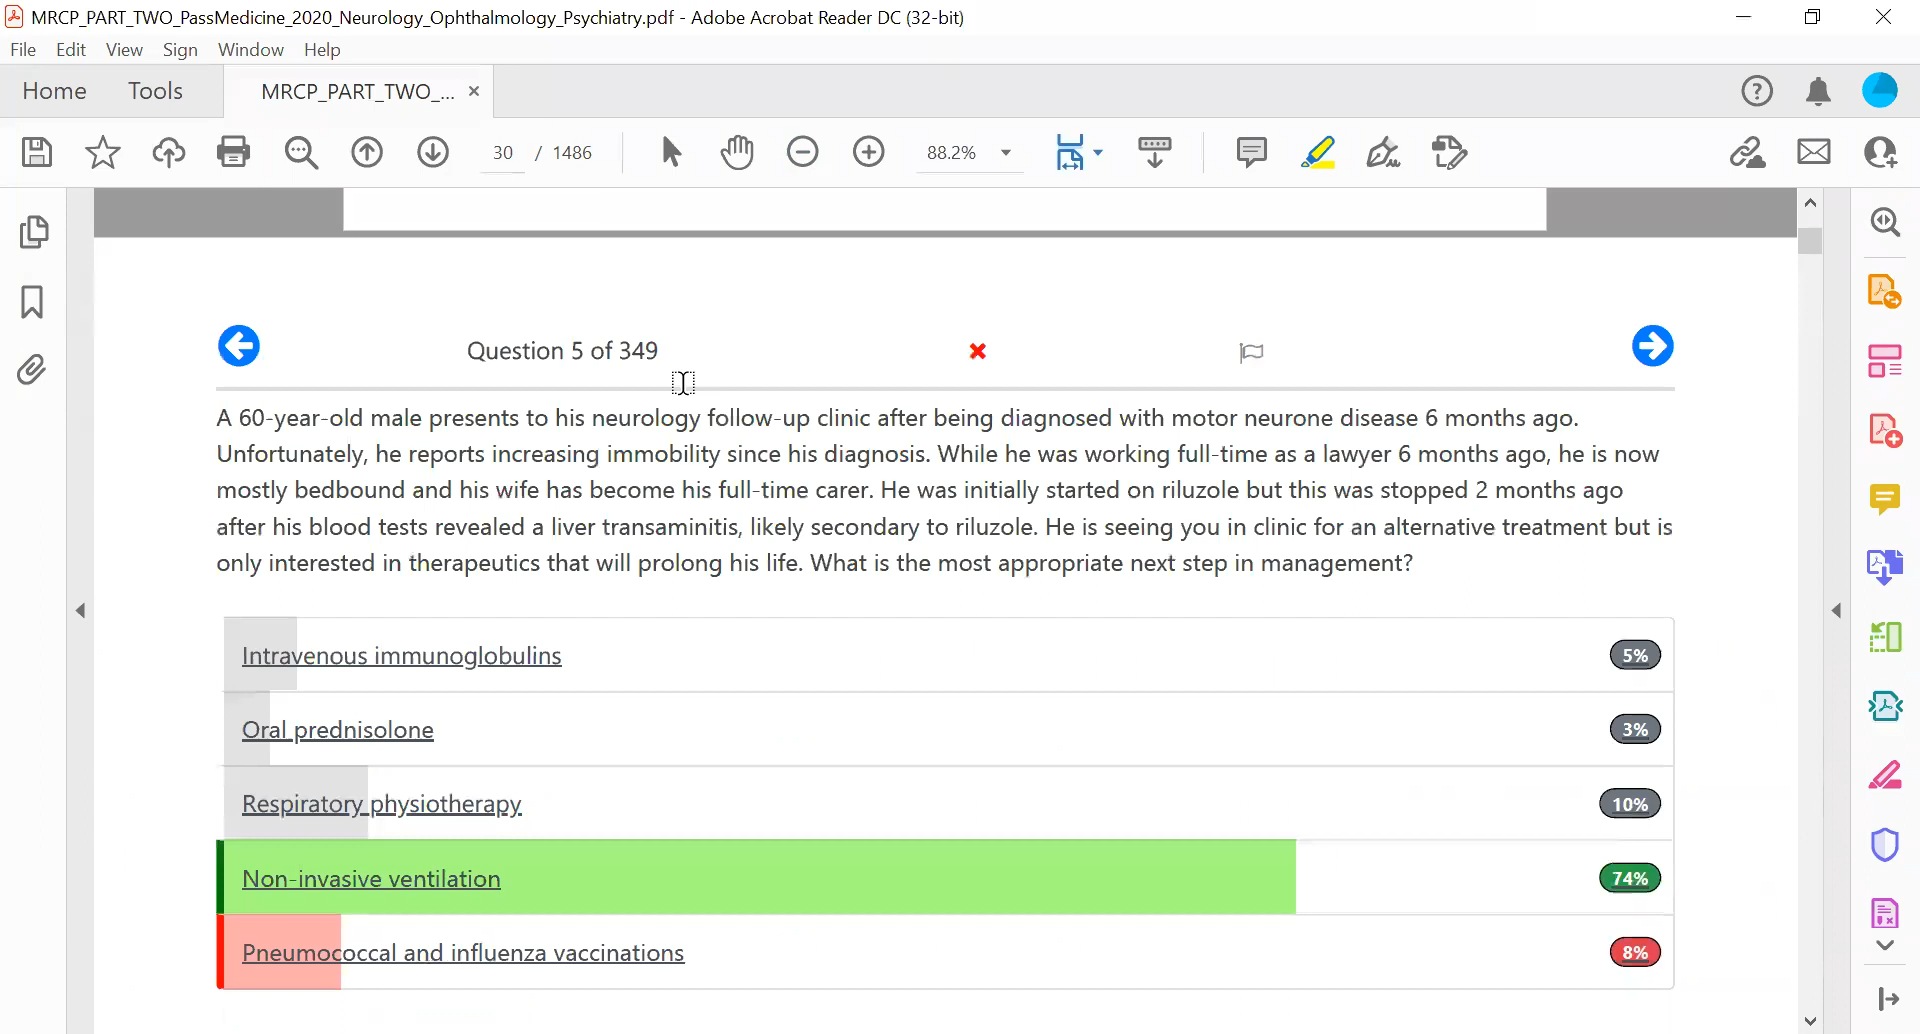 MRCP_PART_TWO_PassMedicine_2020_Neurology_Ophthalmology_Psychiatry.pdf - Adobe Acrobat Reader DC (32-bit)
File Edit View Sign Window Help
Home Tools MRCP_PART_TWO_... ×
30 / 1486 88.2%
Question 5 of 349
A 60-year-old male presents to his neurology follow-up clinic after being diagnosed with motor neurone disease 6 months ago.
Unfortunately, he reports increasing immobility since his diagnosis. While he was working full-time as a lawyer 6 months ago, he is now
mostly bedbound and his wife has become his full-time carer. He was initially started on riluzole but this was stopped 2 months ago
after his blood tests revealed a liver transaminitis, likely secondary to riluzole. He is seeing you in clinic for an alternative treatment but is
only interested in therapeutics that will prolong his life. What is the most appropriate next step in management?
Intravenous immunoglobulins 5%
Oral prednisolone 3%
Respiratory physiotherapy 10%
Non-invasive ventilation 74%
Pneumococcal and influenza vaccinations 8%